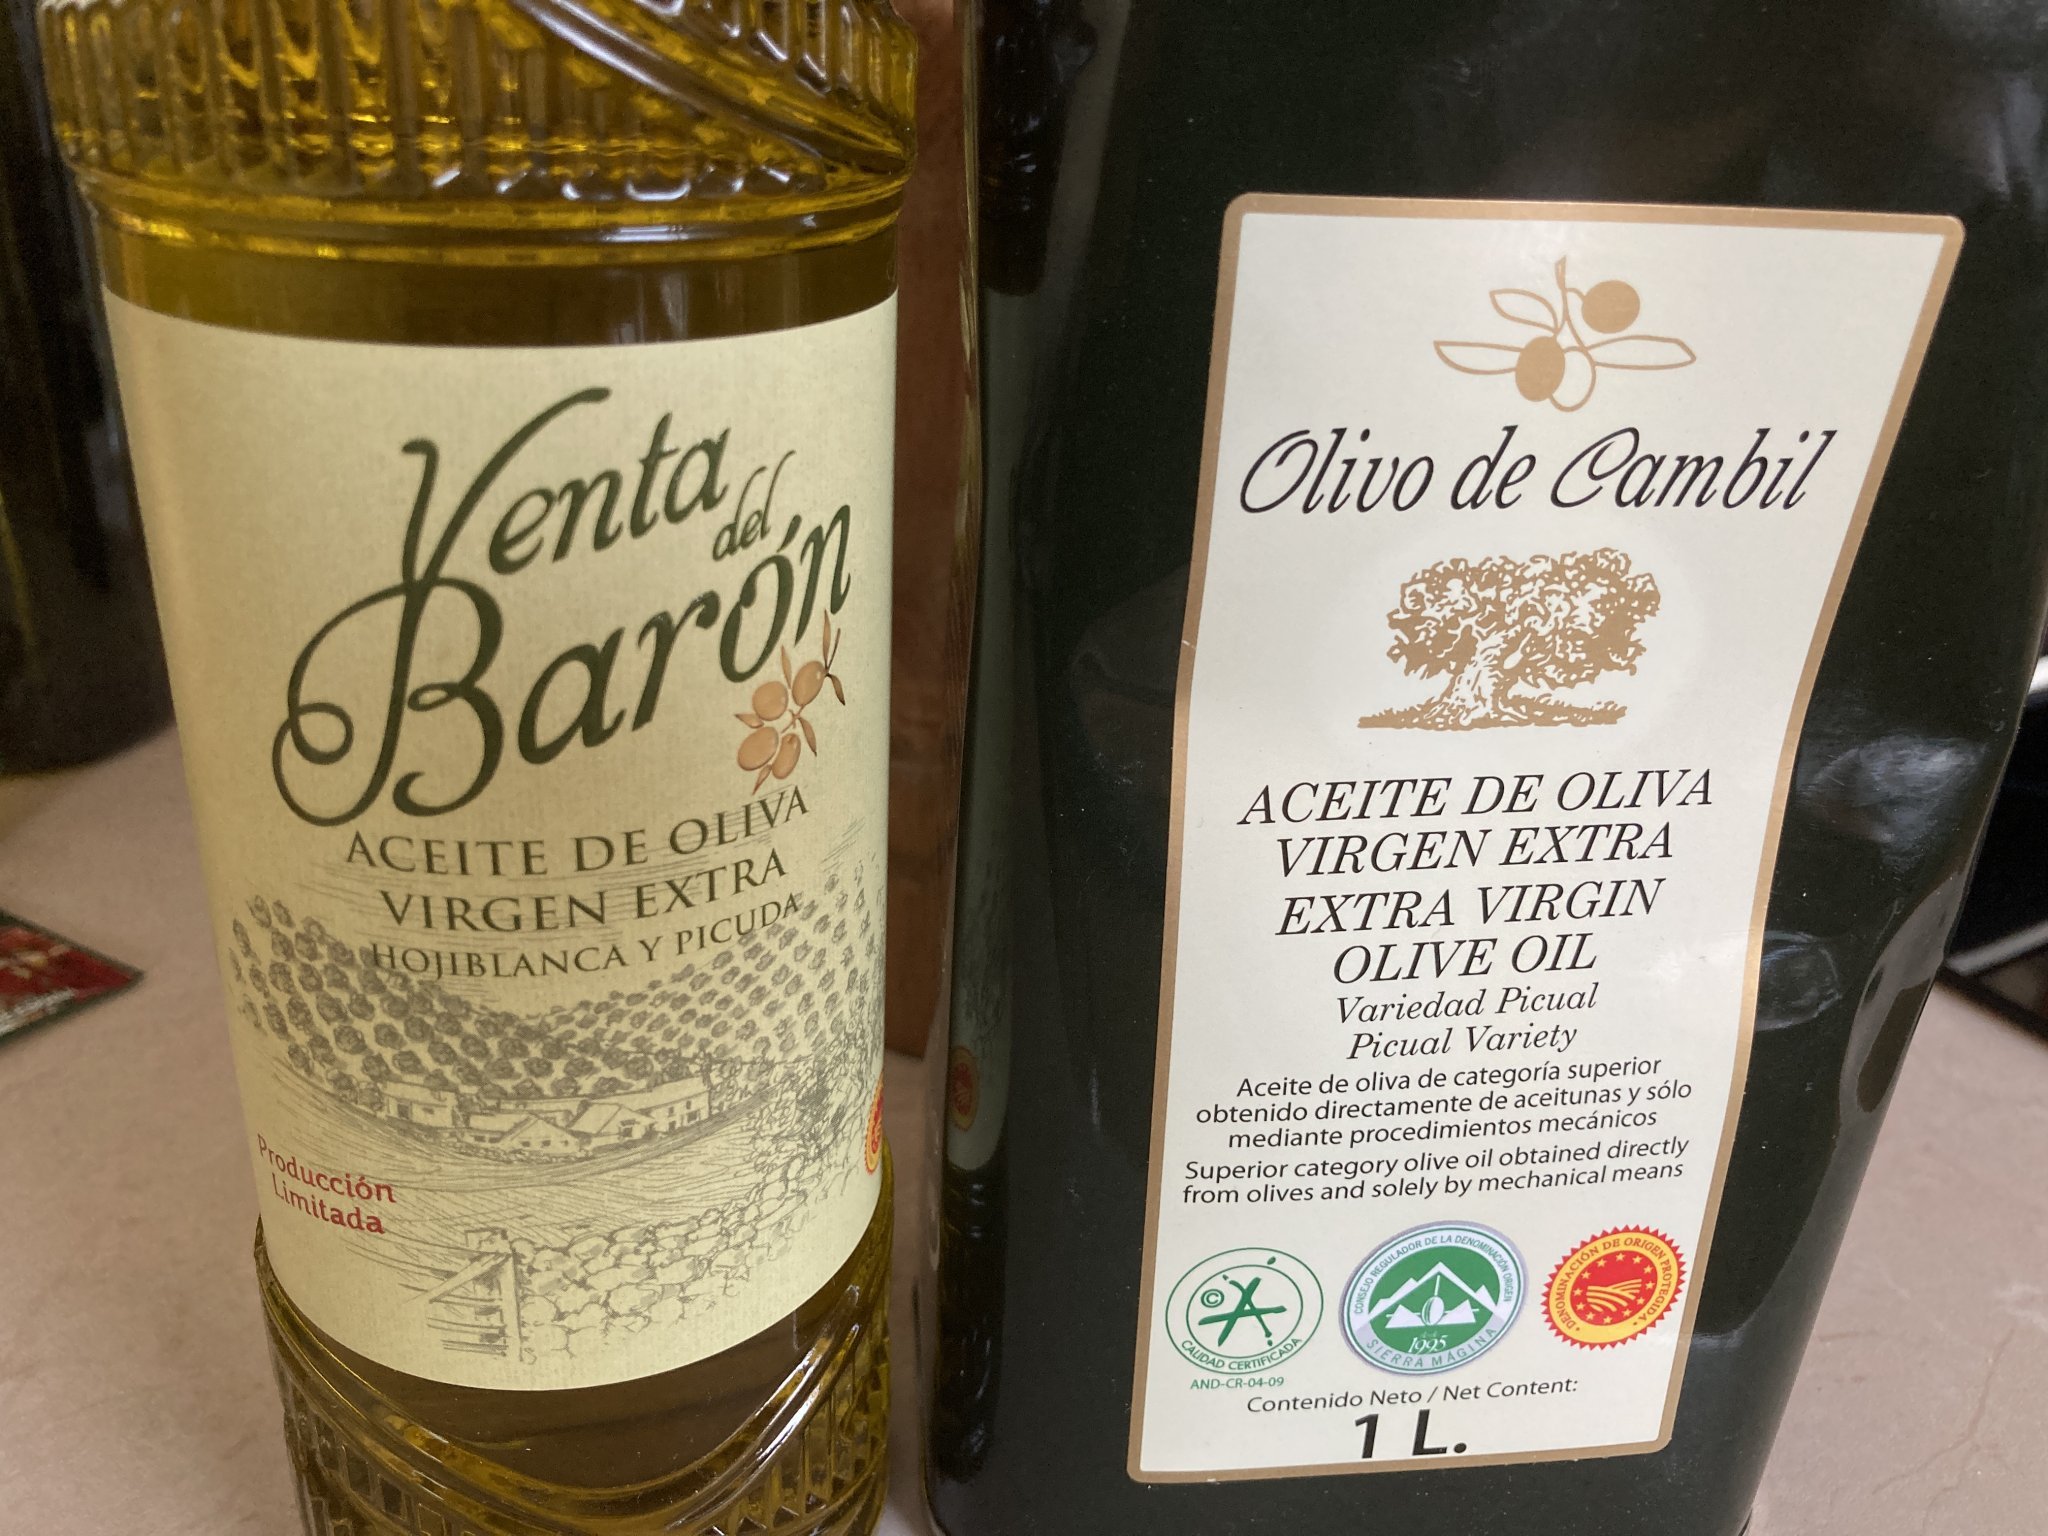 Venta
del
Barón
ACEITE DE OLIVA
VIRGEN EXTRA
HOJIBLANCA Y PICUDA
Producción
Limitada
Olivo de Cambil
ACEITE DE OLIVA
VIRGEN EXTRA
EXTRA VIRGIN
OLIVE OIL
Variedad Picual
Picual Variety
Aceite de oliva de categoría superior
obtenido directamente de aceitunas y sólo
mediante procedimientos mecánicos
Superior category olive oil obtained directly
from olives and solely by mechanical means
©
CALIDAD CERTIFICADA
AND-CR-04-09
CONSEJO REGULADOR DE LA DENOMINACIÓN ORIGEN
1995
SIERRA MÁGINA
DENOMINACIÓN DE ORIGEN PROTEGIDA
Contenido Neto / Net Content:
1 L.